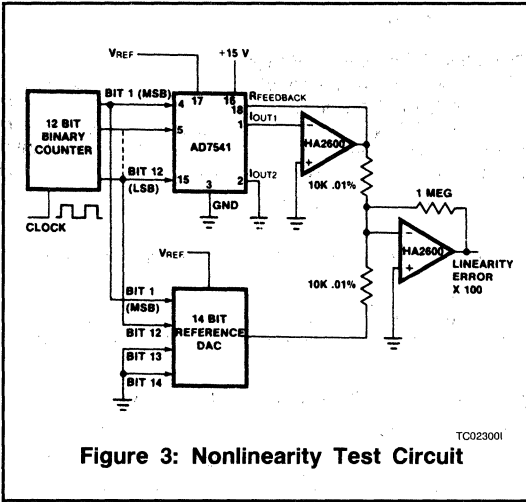 VREF
+15 V
BIT 1 (MSB)
4
17
16
RFEEDBACK
18
1
IOUT1
12 BIT
BINARY
COUNTER
5
AD7541
HA2600
BIT 12
(LSB)
15
3
2
IOUT2
GND
10K .01%
1 MEG
CLOCK
HA2600
VREF
LINEARITY
ERROR
X 100
10K .01%
BIT 1
(MSB)
14 BIT
REFERENCE
DAC
BIT 12
BIT 13
BIT 14
TC02300I
Figure 3: Nonlinearity Test Circuit